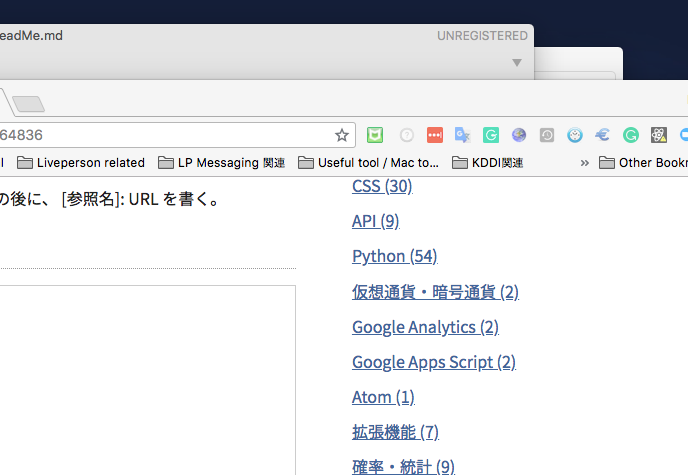 eadMe.md
UNREGISTERED
64836
l
Liveperson related
LP Messaging 関連
Useful tool / Mac to...
KDDI関連
»
Other Bookr
の後に、 [参照名]: URL を書く。
CSS (30)
API (9)
Python (54)
仮想通貨・暗号通貨 (2)
Google Analytics (2)
Google Apps Script (2)
Atom (1)
拡張機能 (7)
確率・統計 (9)